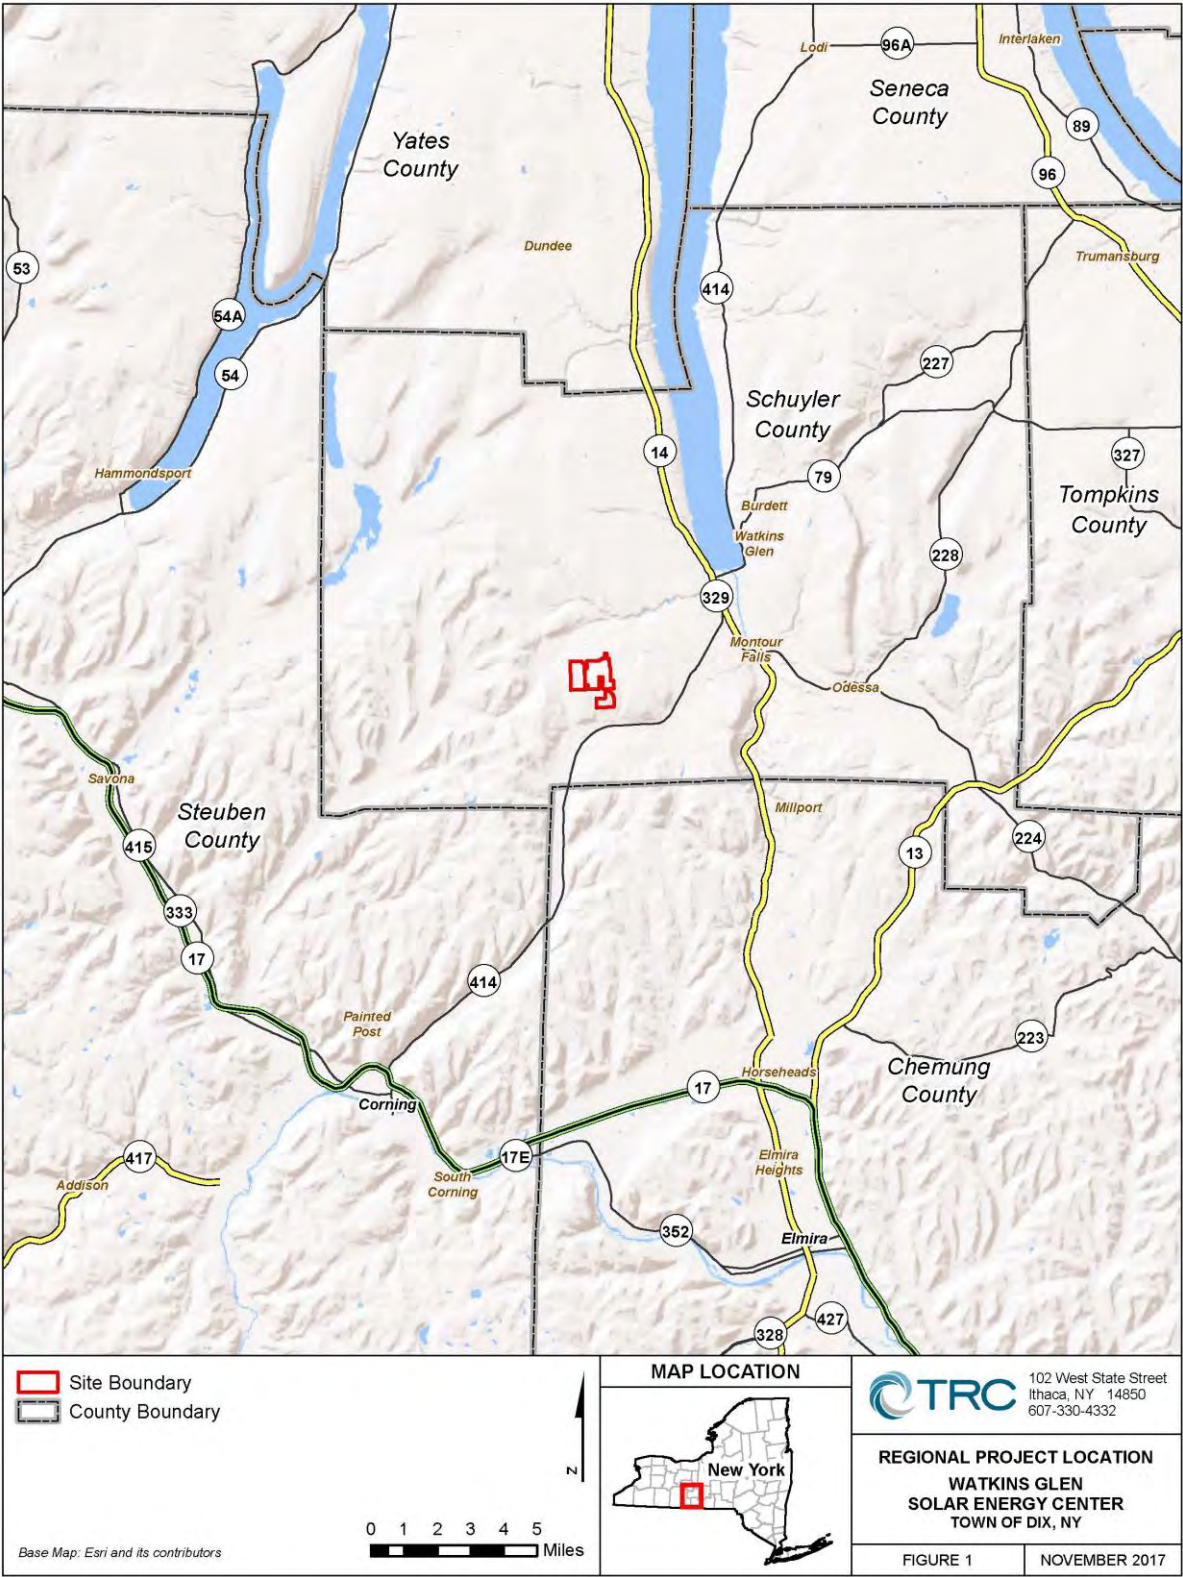 Lodi
96A
Interlaken
Seneca
County
89
Yates
County
96
Dundee
Trumansburg
53
414
54A
227
54
Schuyler
County
14
327
Hammondsport
79
Tompkins
County
Burdett
Watkins
Glen
228
329
Montour
Falls
Odessa
Savona
Steuben
County
Millport
415
224
13
333
17
414
Painted
Post
223
Chemung
County
Horseheads
17
Corning
17E
417
Elmira
Heights
Addison
South
Corning
352
Elmira
427
328
Site Boundary
County Boundary
N
0 1 2 3 4 5
Miles
Base Map: Esri and its contributors
MAP LOCATION
New York
TRC
102 West State Street
Ithaca, NY 14850
607-330-4332
REGIONAL PROJECT LOCATION
WATKINS GLEN
SOLAR ENERGY CENTER
TOWN OF DIX, NY
FIGURE 1
NOVEMBER 2017